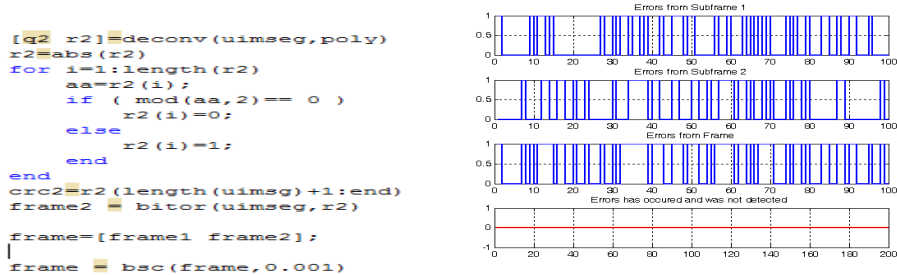 [q2 r2]=deconv(uimseg,poly)
r2=abs(r2)
for i=1:length(r2)
aa=r2(i);
if ( mod(aa,2)== 0 )
r2(i)=0;
else
r2(i)=1;
end
end
crc2=r2(length(uimsg)+1:end)
frame2 = bitor(uimseg,r2)
frame=[frame1 frame2];
frame = bsc(frame,0.001)
Errors from Subframe 1
1
0.5
0
0 10 20 30 40 50 60 70 80 90 100
Errors from Subframe 2
1
0.5
0
0 10 20 30 40 50 60 70 80 90 100
Errors from Frame
1
0.5
0
0 20 40 60 80 100 120 140 160 180 200
Errors has occured and was not detected
1
0
-1
0 20 40 60 80 100 120 140 160 180 200